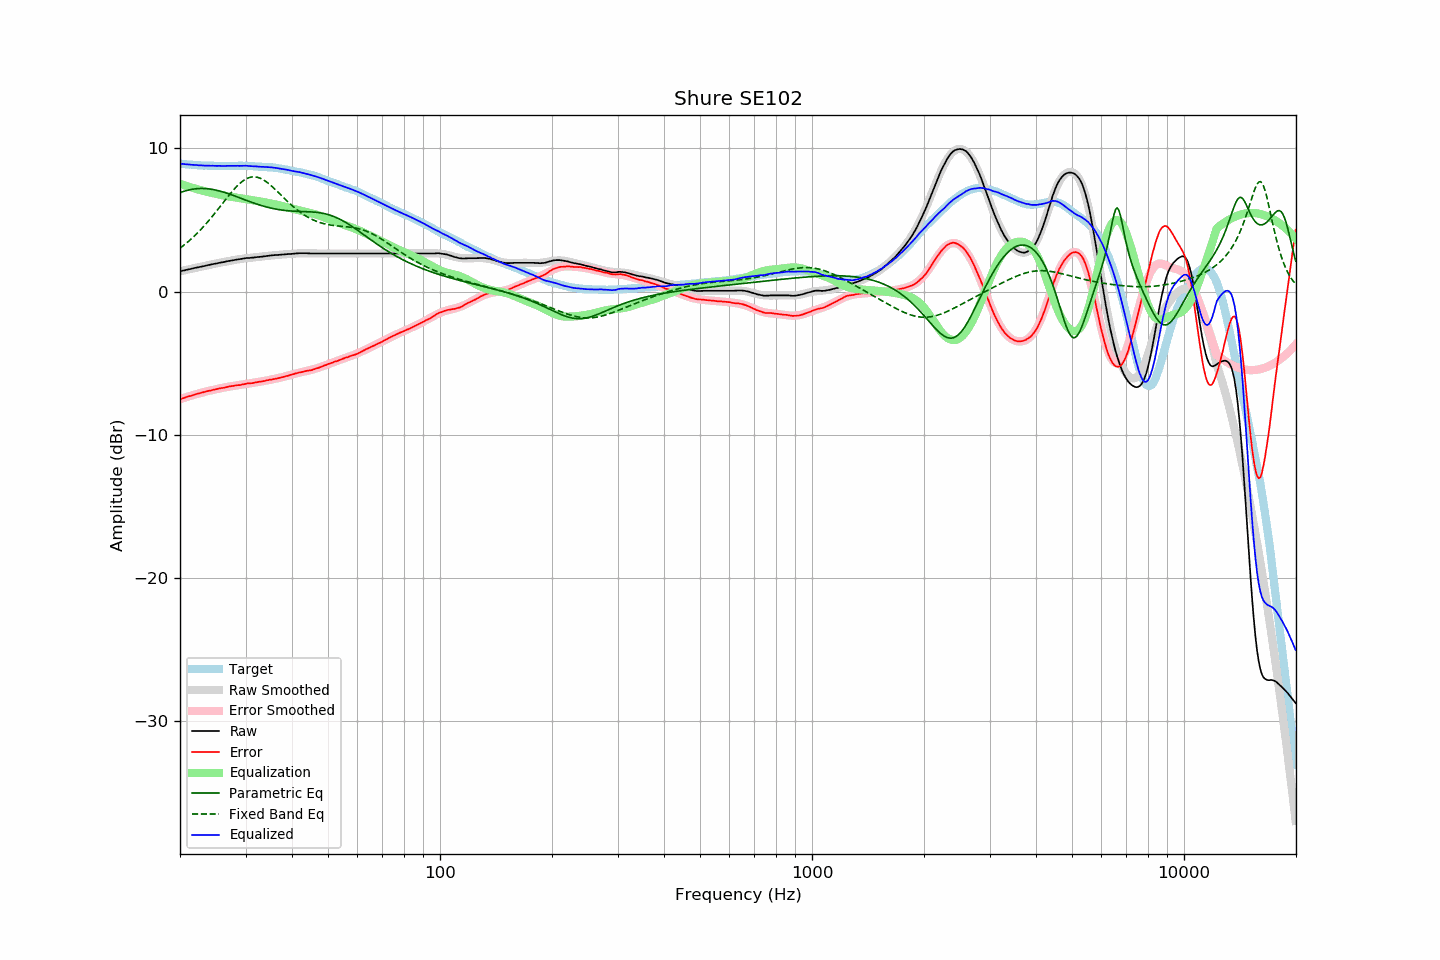 Shure SE102
10
0
−10
−20
−30
Amplitude (dBr)
100
1000
10000
Frequency (Hz)
Target
Raw Smoothed
Error Smoothed
Raw
Error
Equalization
Parametric Eq
Fixed Band Eq
Equalized